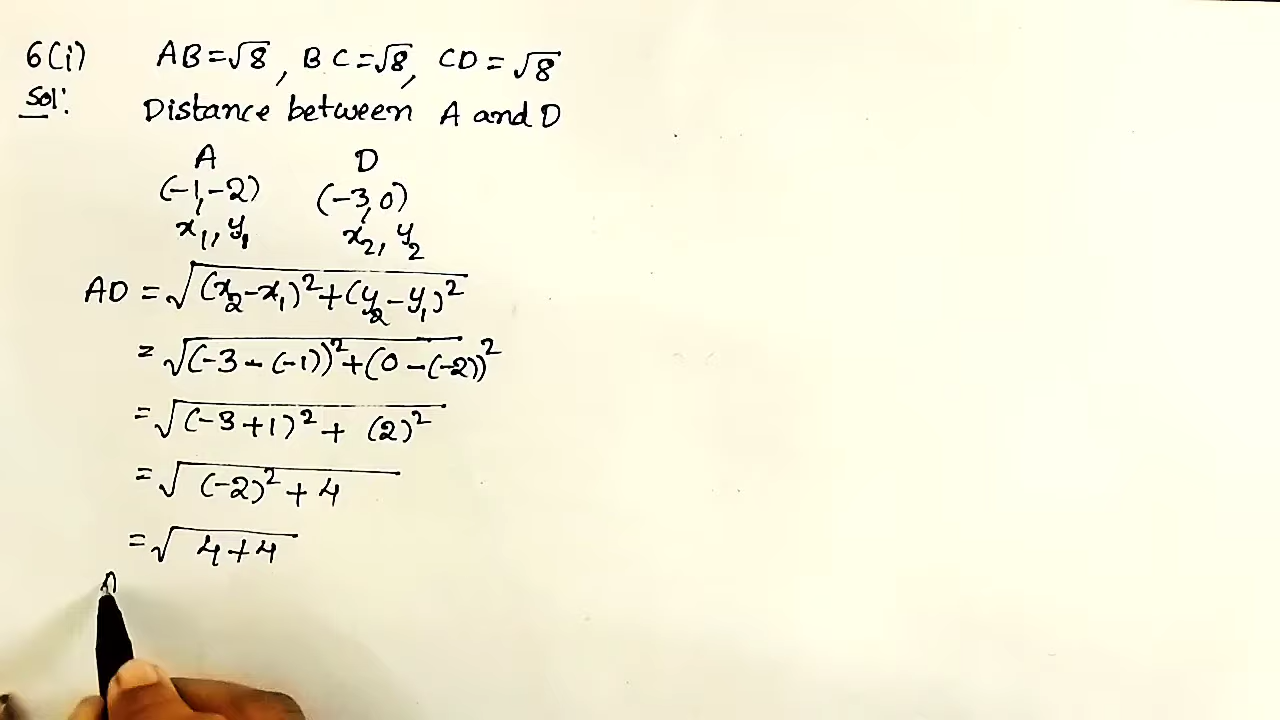 6(i) AB=√8, BC=√8, CD=√8
Sol: Distance between A and D
A D
(-1,-2) (-3,0)
x₁, y₁ x₂, y₂
AD = √(x₂-x₁)²+(y₂-y₁)²
= √(-3-(-1))²+(0-(-2))²
= √(-3+1)²+ (2)²
= √(-2)²+4
= √4+4
A